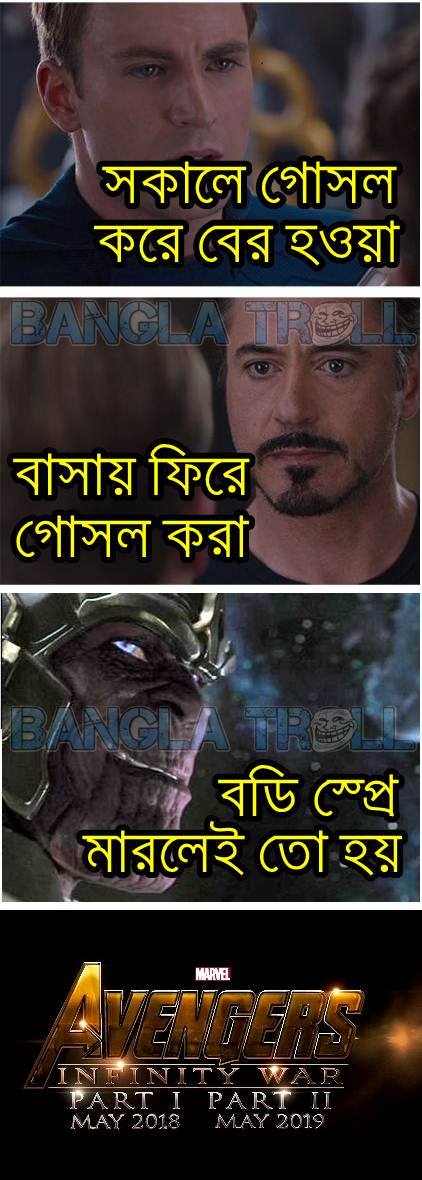 সকালে গোসল
করে বের হওয়া
BANGLA TROLL
বাসায় ফিরে
গোসল করা
BANGLA TROLL
বডি স্প্রে
মারলেই তো হয়
MARVEL
AVENGERS
INFINITY WAR
PART I PART II
MAY 2018 MAY 2019